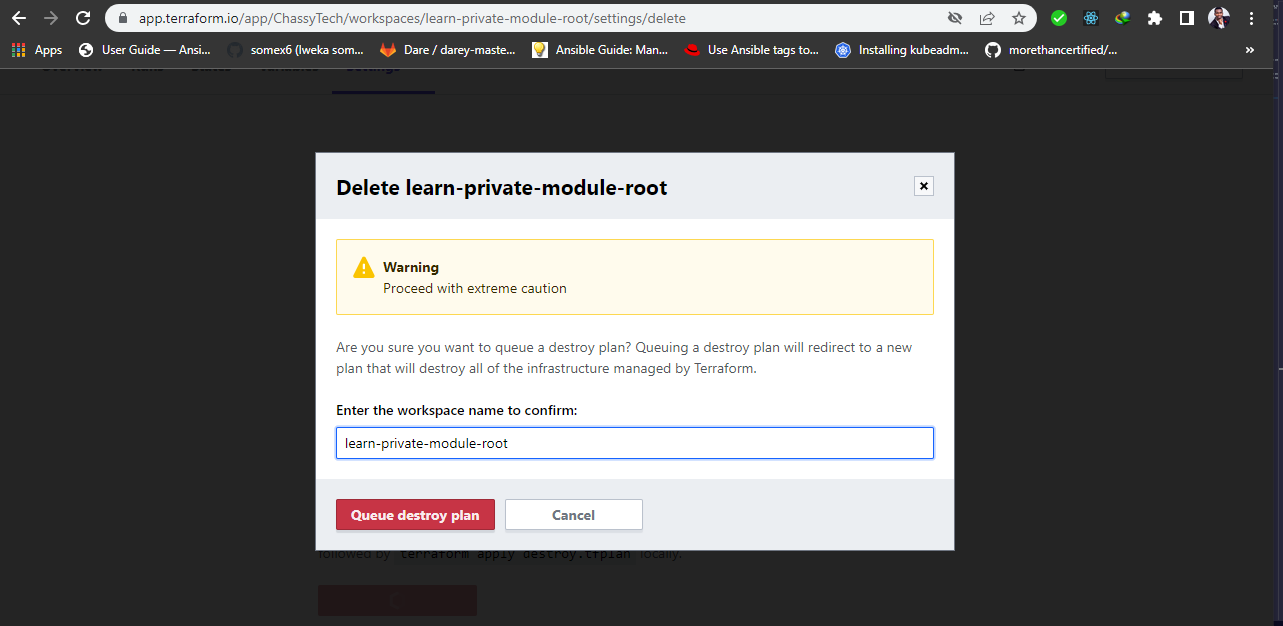 app.terraform.io/app/ChassyTech/workspaces/learn-private-module-root/settings/delete
Apps User Guide — Ansi... somex6 (Iweka som... Dare / darey-maste... Ansible Guide: Man... Use Ansible tags to... Installing kubeadm... morethancertified/... »
Settings
Delete learn-private-module-root
Warning
Proceed with extreme caution
Are you sure you want to queue a destroy plan? Queuing a destroy plan will redirect to a new
plan that will destroy all of the infrastructure managed by Terraform.
Enter the workspace name to confirm:
learn-private-module-root
Queue destroy plan Cancel
followed by terraform apply destroy.tfplan locally.